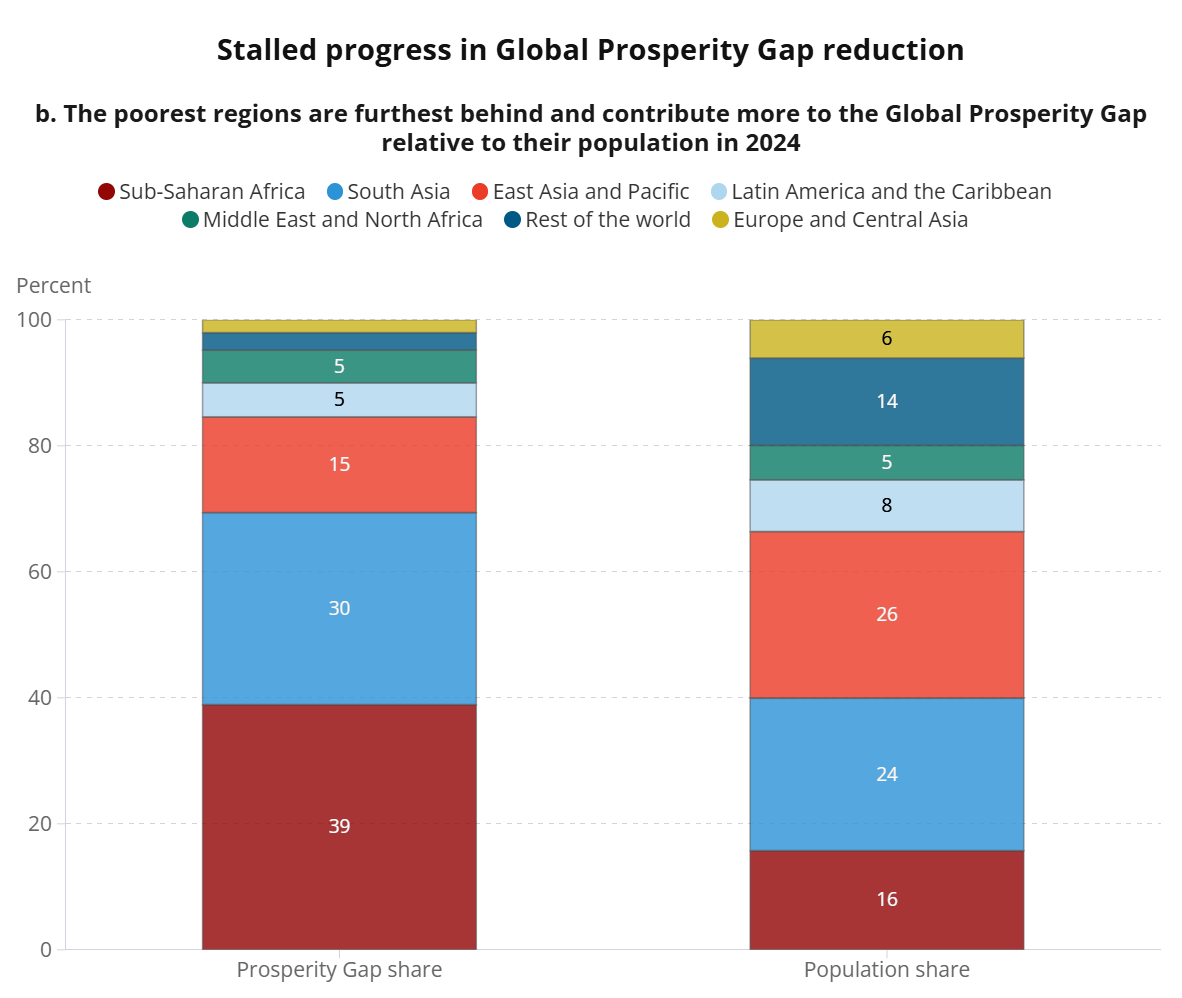 Stalled progress in Global Prosperity Gap reduction
b. The poorest regions are furthest behind and contribute more to the Global Prosperity Gap
relative to their population in 2024
Sub-Saharan Africa South Asia East Asia and Pacific Latin America and the Caribbean
Middle East and North Africa Rest of the world Europe and Central Asia
Percent
100
80
60
40
20
0
5
5
15
30
39
6
14
5
8
26
24
16
Prosperity Gap share Population share